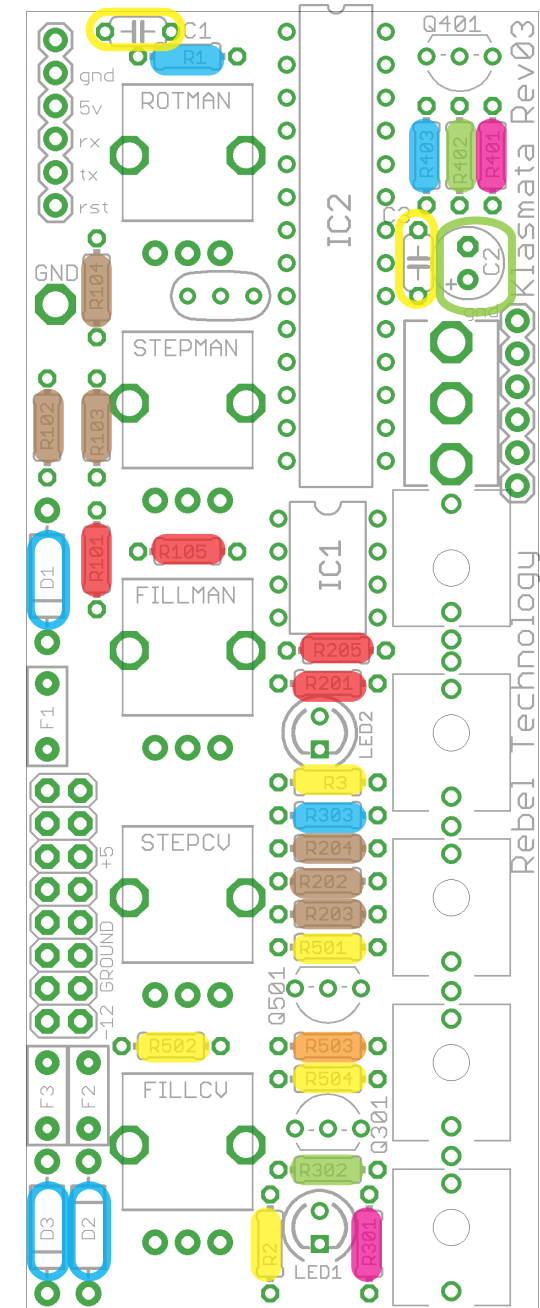 C1
R1
Q401
gnd
5v
rx
tx
rst
ROTMAN
IC2
R403
R402
R401
Klasmata Rev03
C3
C2
+
GND
R104
gnd
STEPMAN
R102
R103
D1
R101
R105
IC1
FILLMAN
R205
R201
F1
LED2
Rebel Technology
R3
R303
STEPCV
R204
+5
R202
R203
GROUND
R501
Q501
-12
R502
R503
R504
F3
F2
FILLCV
Q301
R302
D3
D2
R2
R301
LED1